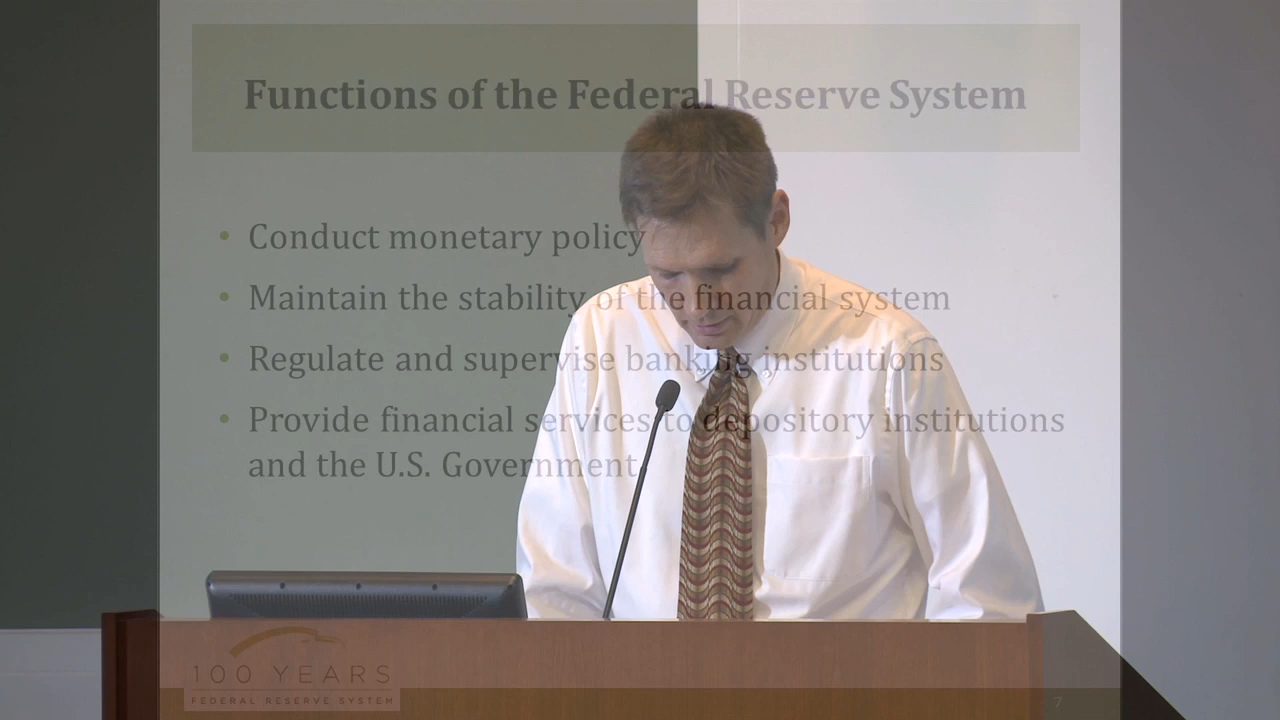 Functions of the Federal Reserve System
• Conduct monetary policy
• Maintain the stability of the financial system
• Regulate and supervise banking institutions
• Provide financial services to depository institutions
and the U.S. Government
100 YEARS
FEDERAL RESERVE SYSTEM
7